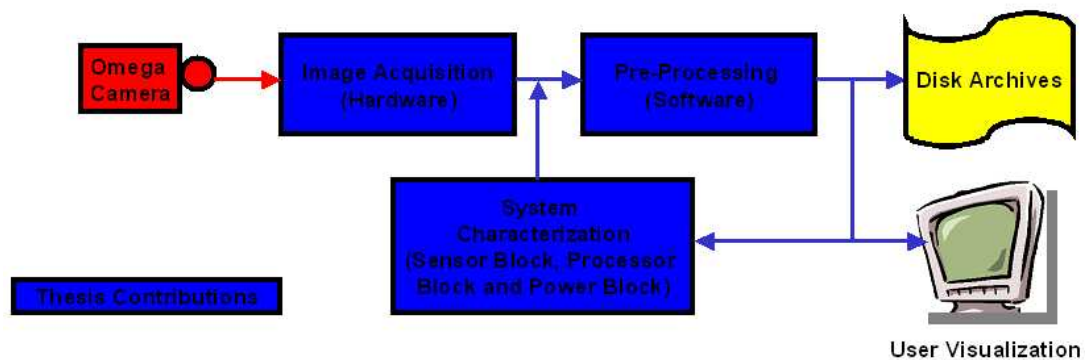 Omega
Camera
Image Acquisition
(Hardware)
Pre-Processing
(Software)
Disk Archives
System
Characterization
(Sensor Block, Processor
Block and Power Block)
Thesis Contributions
User Visualization